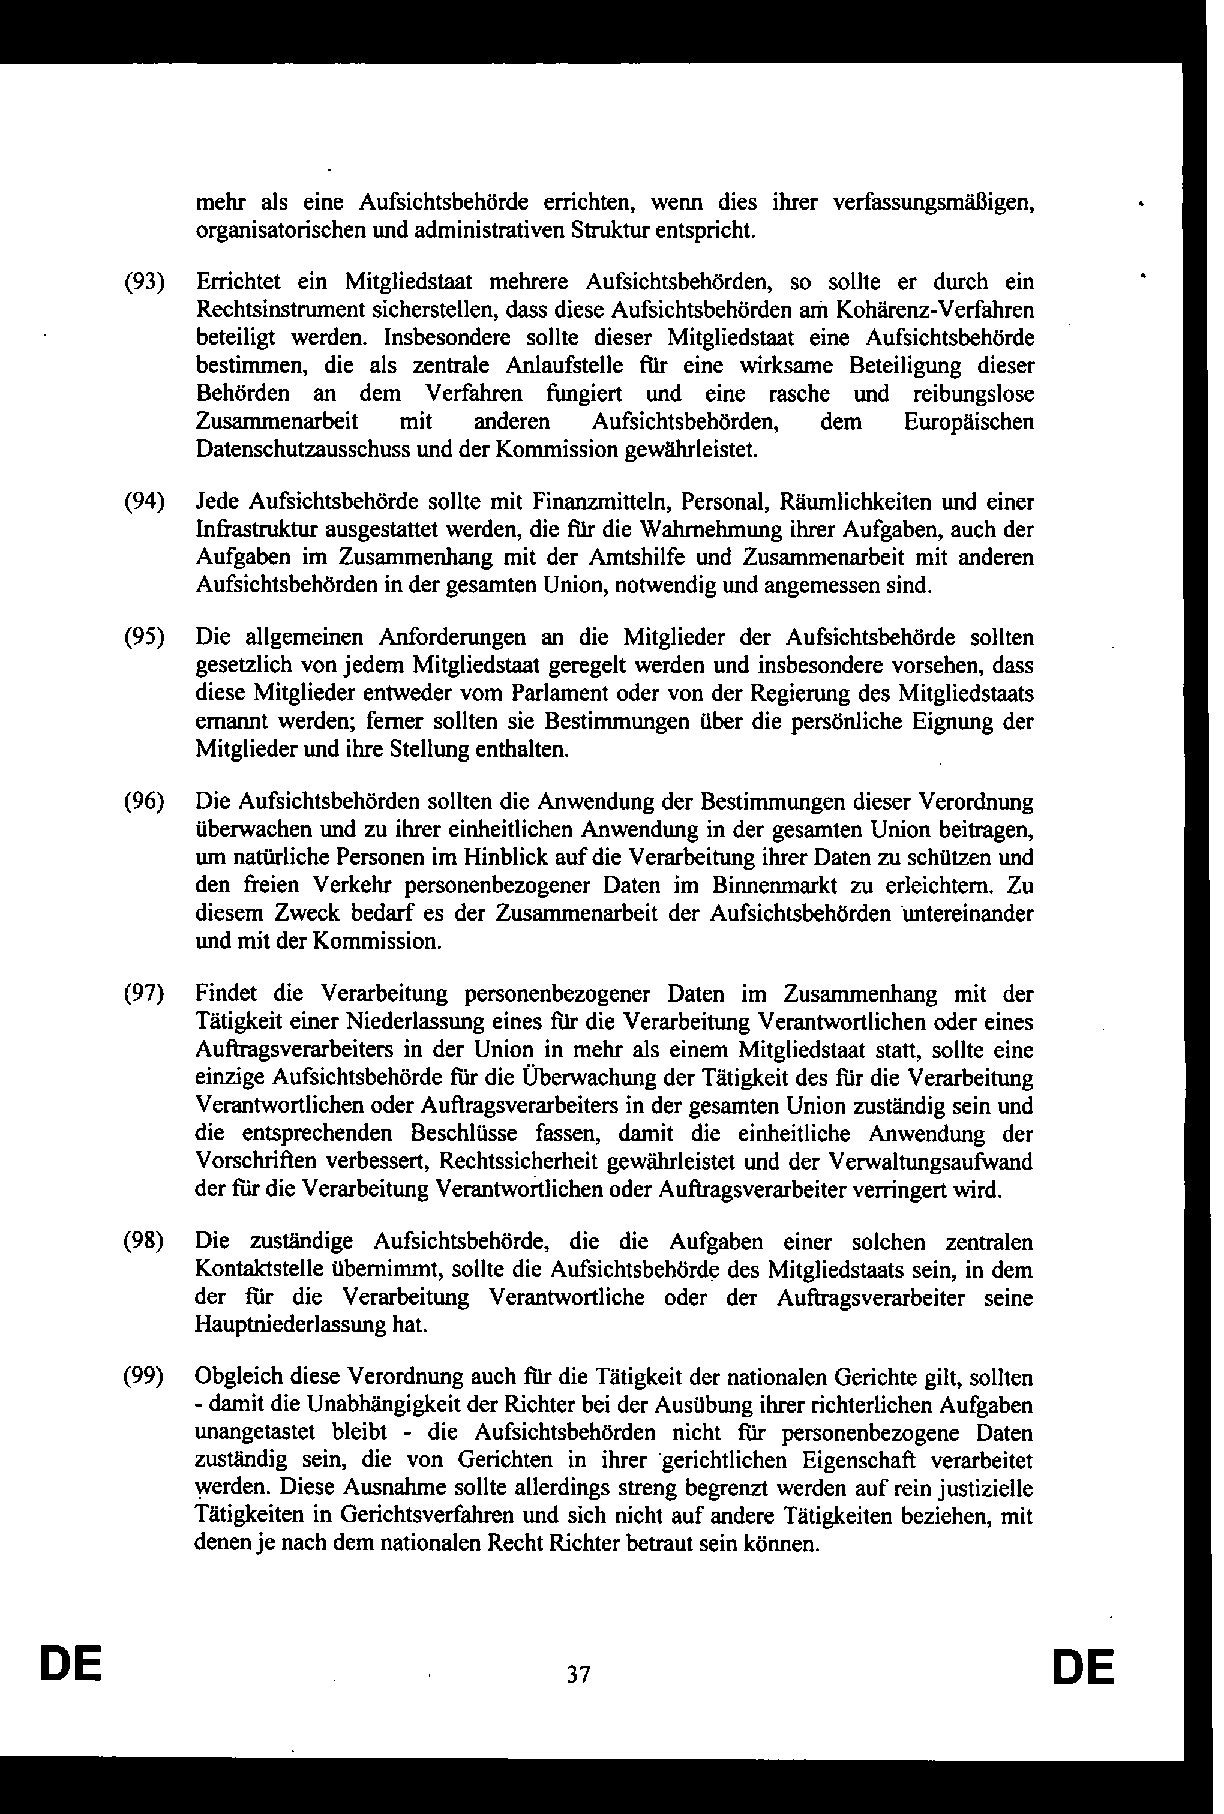 mehr als eine Aufsichtsbehörde errichten, wenn dies ihrer verfassungsmäßigen,
organisatorischen und administrativen Struktur entspricht.
(93) Errichtet ein Mitgliedstaat mehrere Aufsichtsbehörden, so sollte er durch ein
Rechtsinstrument sicherstellen, dass diese Aufsichtsbehörden am Kohärenz-Verfahren
beteiligt werden. Insbesondere sollte dieser Mitgliedstaat eine Aufsichtsbehörde
bestimmen, die als zentrale Anlaufstelle für eine wirksame Beteiligung dieser
Behörden an dem Verfahren fungiert und eine rasche und reibungslose
Zusammenarbeit mit anderen Aufsichtsbehörden, dem Europäischen
Datenschutzausschuss und der Kommission gewährleistet.
(94) Jede Aufsichtsbehörde sollte mit Finanzmitteln, Personal, Räumlichkeiten und einer
Infrastruktur ausgestattet werden, die für die Wahrnehmung ihrer Aufgaben, auch der
Aufgaben im Zusammenhang mit der Amtshilfe und Zusammenarbeit mit anderen
Aufsichtsbehörden in der gesamten Union, notwendig und angemessen sind.
(95) Die allgemeinen Anforderungen an die Mitglieder der Aufsichtsbehörde sollten
gesetzlich von jedem Mitgliedstaat geregelt werden und insbesondere vorsehen, dass
diese Mitglieder entweder vom Parlament oder von der Regierung des Mitgliedstaats
ernannt werden; ferner sollten sie Bestimmungen über die persönliche Eignung der
Mitglieder und ihre Stellung enthalten.
(96) Die Aufsichtsbehörden sollten die Anwendung der Bestimmungen dieser Verordnung
überwachen und zu ihrer einheitlichen Anwendung in der gesamten Union beitragen,
um natürliche Personen im Hinblick auf die Verarbeitung ihrer Daten zu schützen und
den freien Verkehr personenbezogener Daten im Binnenmarkt zu erleichtern. Zu
diesem Zweck bedarf es der Zusammenarbeit der Aufsichtsbehörden untereinander
und mit der Kommission.
(97) Findet die Verarbeitung personenbezogener Daten im Zusammenhang mit der
Tätigkeit einer Niederlassung eines für die Verarbeitung Verantwortlichen oder eines
Auftragsverarbeiters in der Union in mehr als einem Mitgliedstaat statt, sollte eine
einzige Aufsichtsbehörde für die Überwachung der Tätigkeit des für die Verarbeitung
Verantwortlichen oder Auftragsverarbeiters in der gesamten Union zuständig sein und
die entsprechenden Beschlüsse fassen, damit die einheitliche Anwendung der
Vorschriften verbessert, Rechtssicherheit gewährleistet und der Verwaltungsaufwand
der für die Verarbeitung Verantwortlichen oder Auftragsverarbeiter verringert wird.
(98) Die zuständige Aufsichtsbehörde, die die Aufgaben einer solchen zentralen
Kontaktstelle übernimmt, sollte die Aufsichtsbehörde des Mitgliedstaats sein, in dem
der für die Verarbeitung Verantwortliche oder der Auftragsverarbeiter seine
Hauptniederlassung hat.
(99) Obgleich diese Verordnung auch für die Tätigkeit der nationalen Gerichte gilt, sollten
- damit die Unabhängigkeit der Richter bei der Ausübung ihrer richterlichen Aufgaben
unangetastet bleibt - die Aufsichtsbehörden nicht für personenbezogene Daten
zuständig sein, die von Gerichten in ihrer gerichtlichen Eigenschaft verarbeitet
werden. Diese Ausnahme sollte allerdings streng begrenzt werden auf rein justizielle
Tätigkeiten in Gerichtsverfahren und sich nicht auf andere Tätigkeiten beziehen, mit
denen je nach dem nationalen Recht Richter betraut sein können.
DE 37 DE